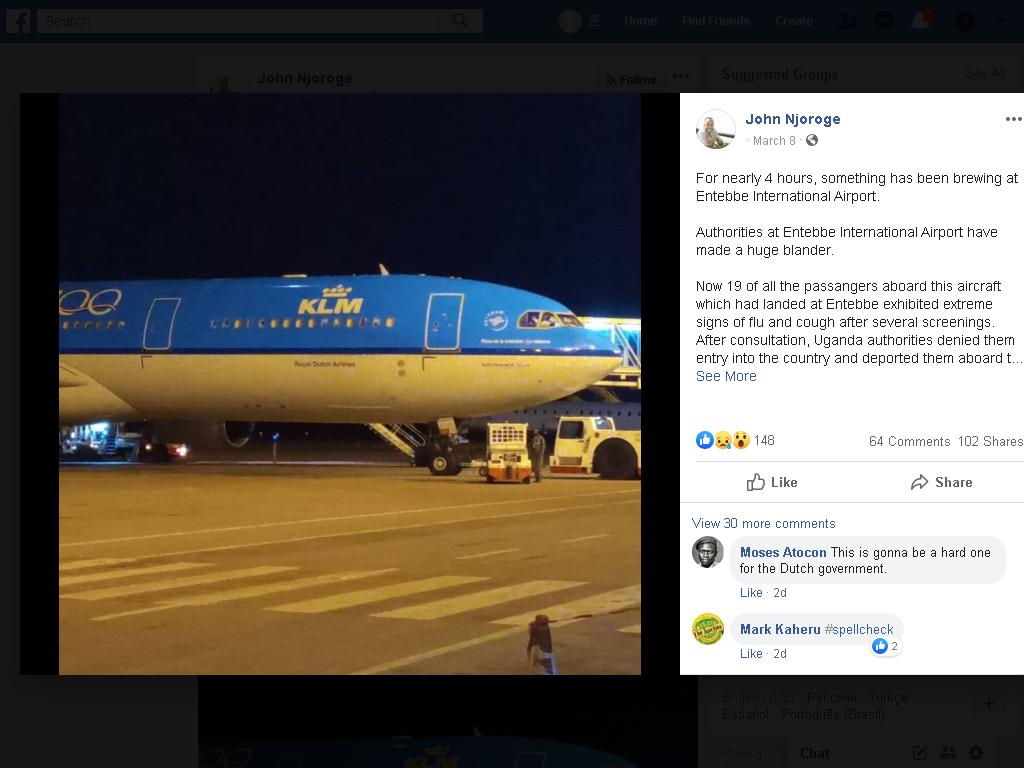 Search
준
Home
Find Friends
Create
John Njoroge
Follow
Suggested Groups
See All
John Njoroge
· March 8 ·
For nearly 4 hours, something has been brewing at
Entebbe International Airport.
Authorities at Entebbe International Airport have
made a huge blander.
Now 19 of all the passangers aboard this aircraft
which had landed at Entebbe exhibited extreme
signs of flu and cough after several screenings.
After consultation, Uganda authorities denied them
entry into the country and deported them aboard t...
See More
148
64 Comments 102 Shares
Like
Share
View 30 more comments
Moses Atocon This is gonna be a hard one
for the Dutch government.
Like · 2d
Mark Kaheru #spellcheck
2
Like · 2d
KLM
Royal Dutch Airlines
English (US) · Русский · Türkçe ·
Español · Português (Brasil)
Privacy
Chat
KLM